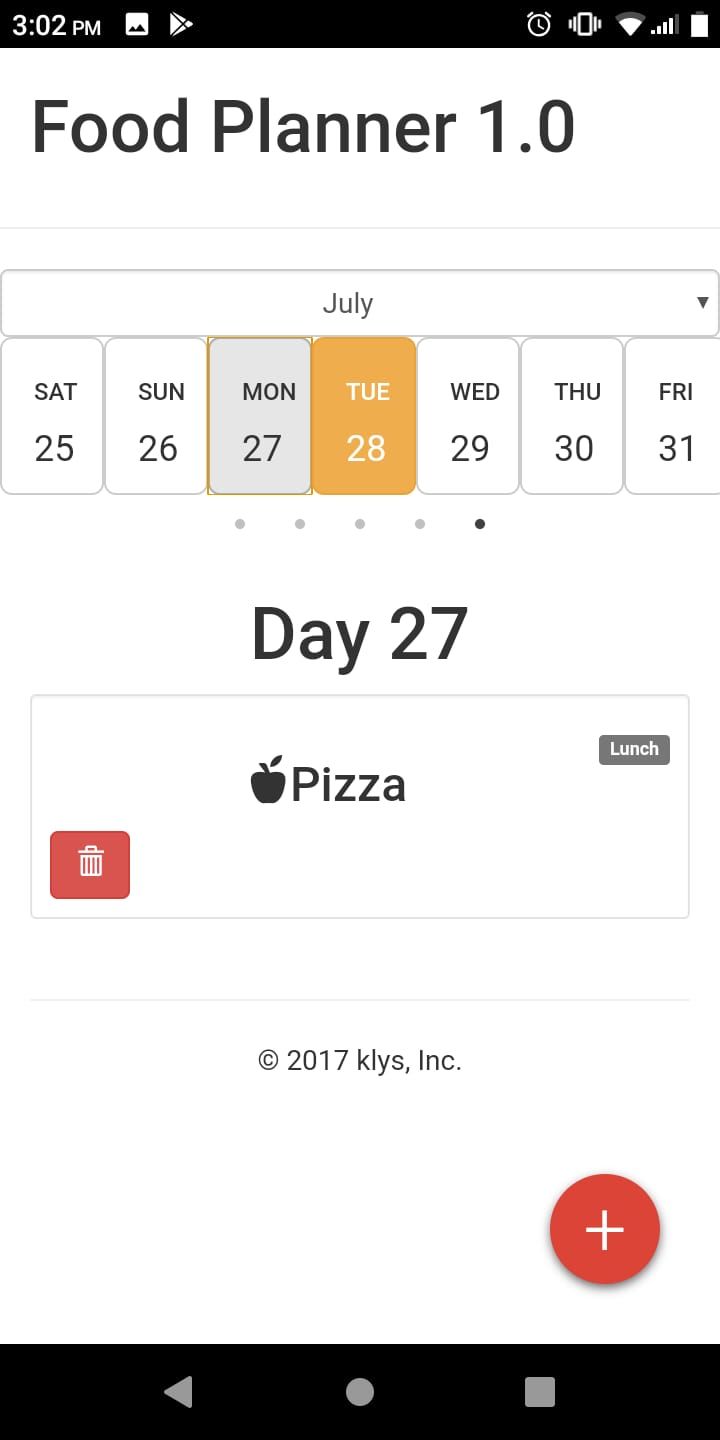 3:02 PM
Food Planner 1.0
July
SAT SUN MON TUE WED THU FRI
25 26 27 28 29 30 31
Day 27
Lunch
Pizza
© 2017 klys, Inc.